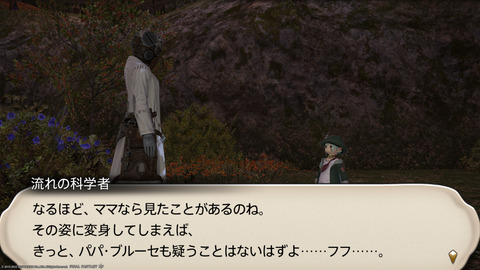 流れの科学者
なるほど、ママなら見たことがあるのね。
その姿に変身してしまえば、
きっと、パパ・ブルーセも疑うことはないはずよ……フフ……。
FINAL FANTASY XIV